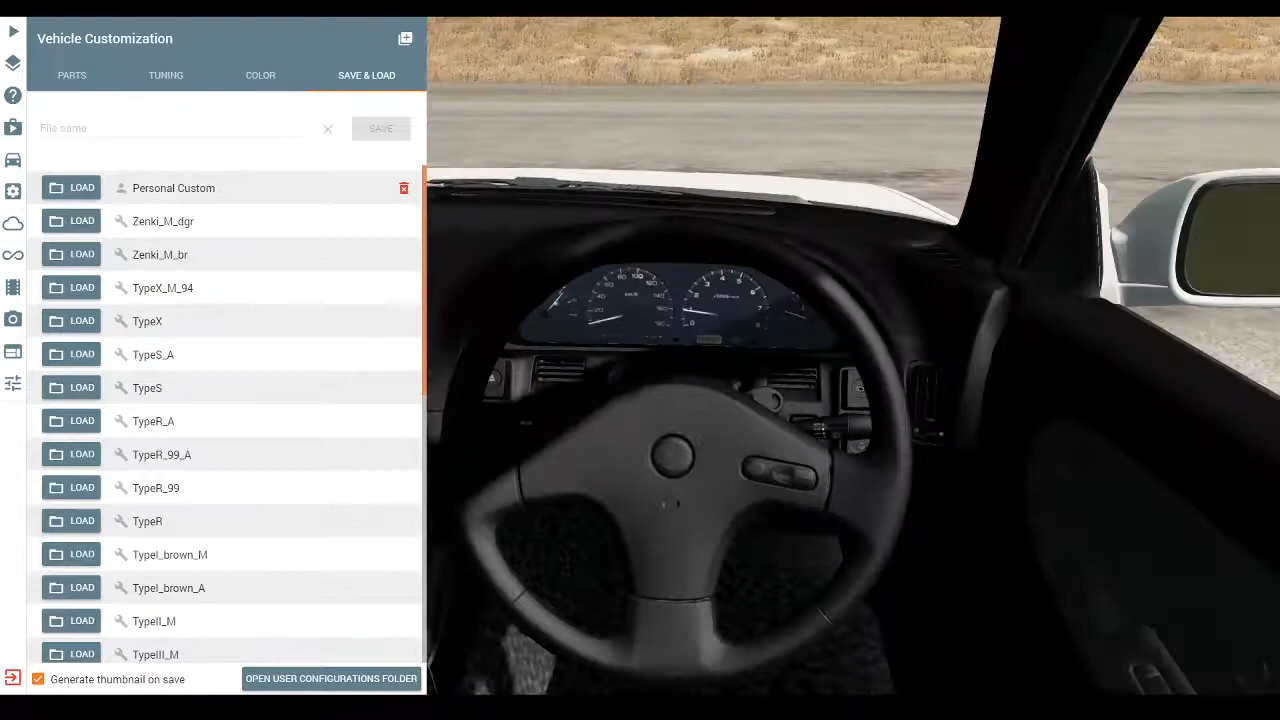 Vehicle Customization
PARTS
TUNING
COLOR
SAVE & LOAD
File name
SAVE
LOAD Personal Custom
LOAD Zenki_M_dgr
LOAD Zenki_M_br
LOAD TypeX_M_94
LOAD TypeX
LOAD TypeS_A
LOAD TypeS
LOAD TypeR_A
LOAD TypeR_99_A
LOAD TypeR_99
LOAD TypeR
LOAD TypeI_brown_M
LOAD TypeI_brown_A
LOAD TypeII_M
LOAD TypeIII_M
Generate thumbnail on save
OPEN USER CONFIGURATIONS FOLDER